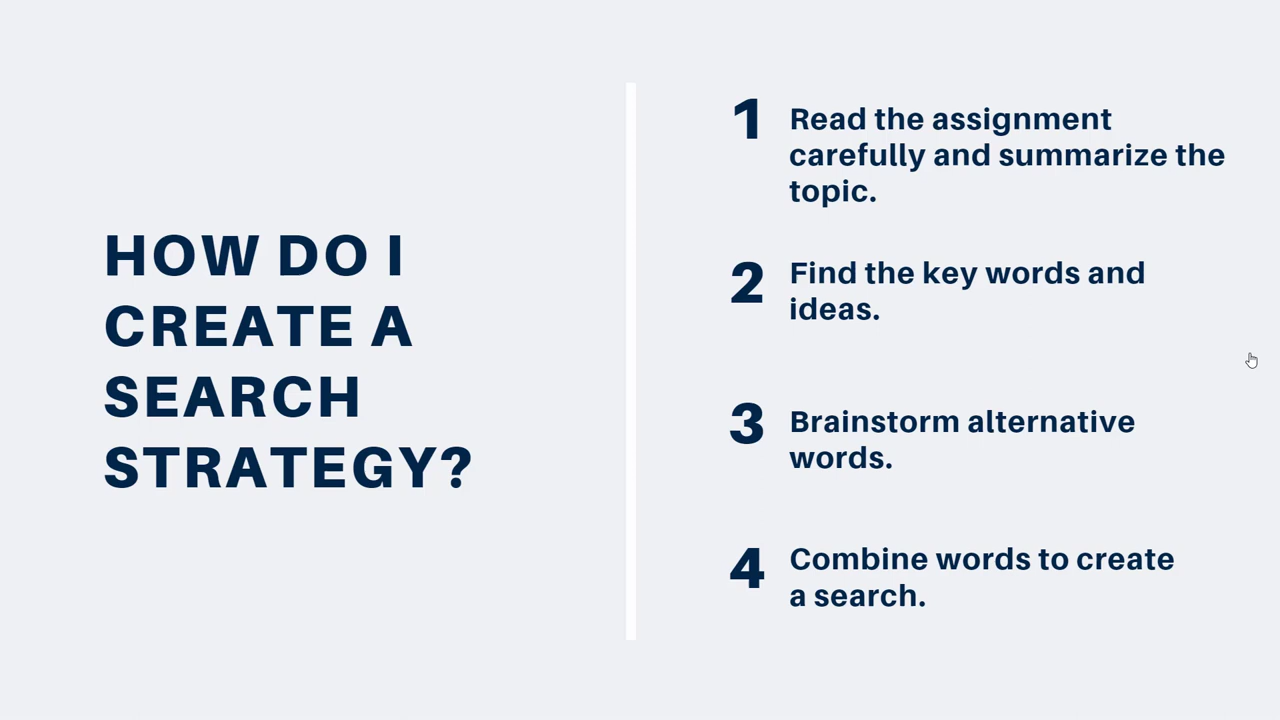 HOW DO I
CREATE A
SEARCH
STRATEGY?
1 Read the assignment
carefully and summarize the
topic.
2 Find the key words and
ideas.
3 Brainstorm alternative
words.
4 Combine words to create
a search.